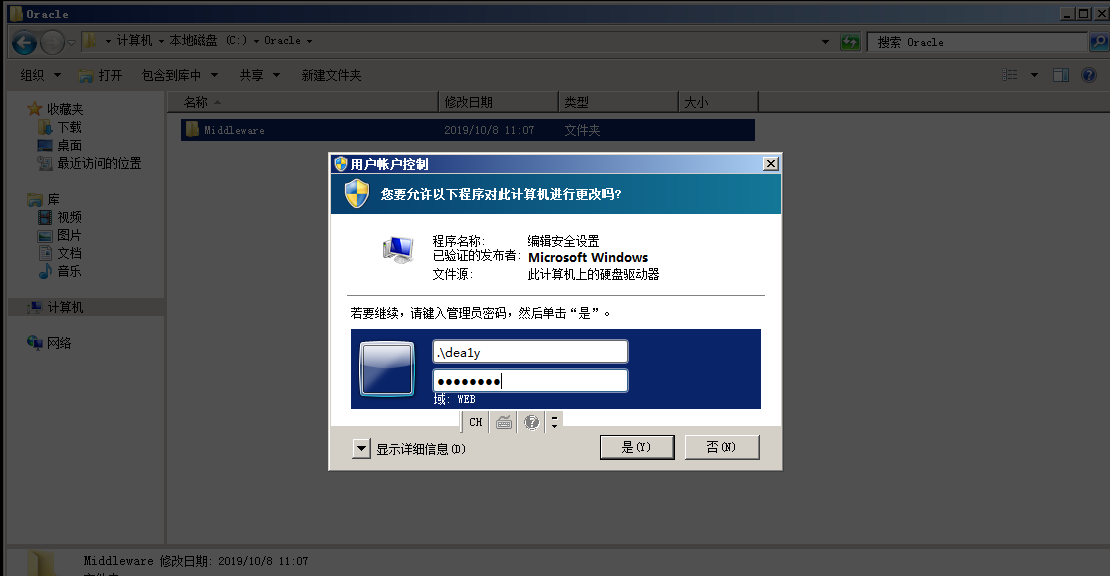 Oracle
计算机 本地磁盘 (C:) Oracle
搜索 Oracle
组织 打开 包含到库中 共享 新建文件夹
名称 修改日期 类型 大小
Middleware 2019/10/8 11:07 文件夹
收藏夹
下载
桌面
最近访问的位置
库
视频
图片
文档
音乐
计算机
网络
用户帐户控制
您要允许以下程序对此计算机进行更改吗?
程序名称: 编辑安全设置
已验证的发布者: Microsoft Windows
文件源: 此计算机上的硬盘驱动器
若要继续，请键入管理员密码，然后单击“是”。
.\dea1y
●●●●●●●●
域: WEB
CH
显示详细信息(D)
是(Y) 否(N)
Middleware 修改日期: 2019/10/8 11:07